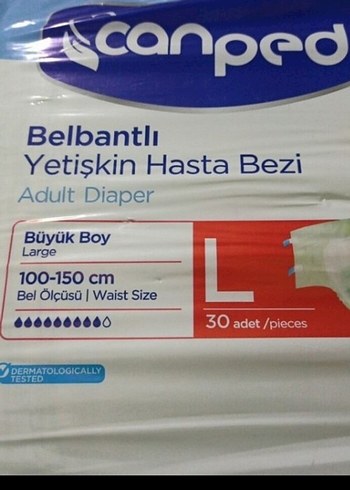 canped
Belbantlı
Yetişkin Hasta Bezi
Adult Diaper
Büyük Boy
Large
100-150 cm
Bel Ölçüsü | Waist Size
L
30 adet /pieces
DERMATOLOGICALLY
TESTED